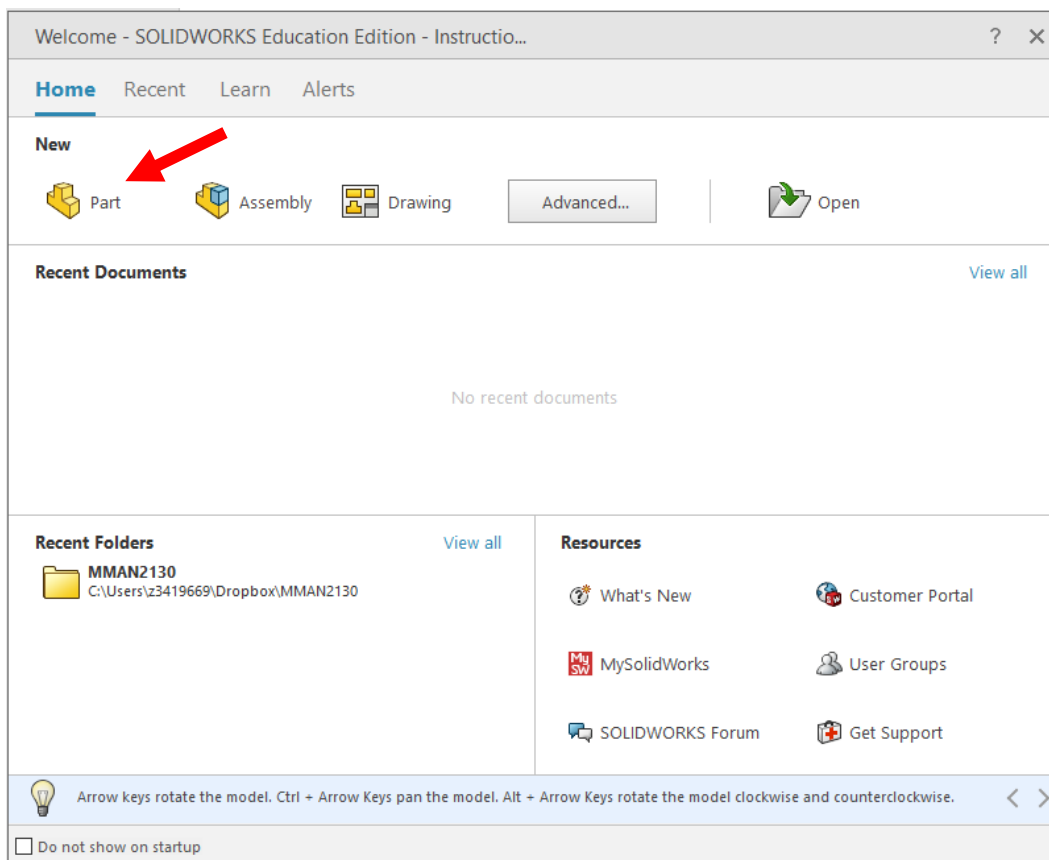 Welcome - SOLIDWORKS Education Edition - Instructio... ?
Home Recent Learn Alerts
New
Part Assembly Drawing Advanced... Open
Recent Documents View all
No recent documents
Recent Folders View all
MMAN2130
C:\Users\z3419669\Dropbox\MMAN2130
Resources
What's New Customer Portal
My SW MySolidWorks User Groups
SOLIDWORKS Forum Get Support
Arrow keys rotate the model. Ctrl + Arrow Keys pan the model. Alt + Arrow Keys rotate the model clockwise and counterclockwise.
Do not show on startup